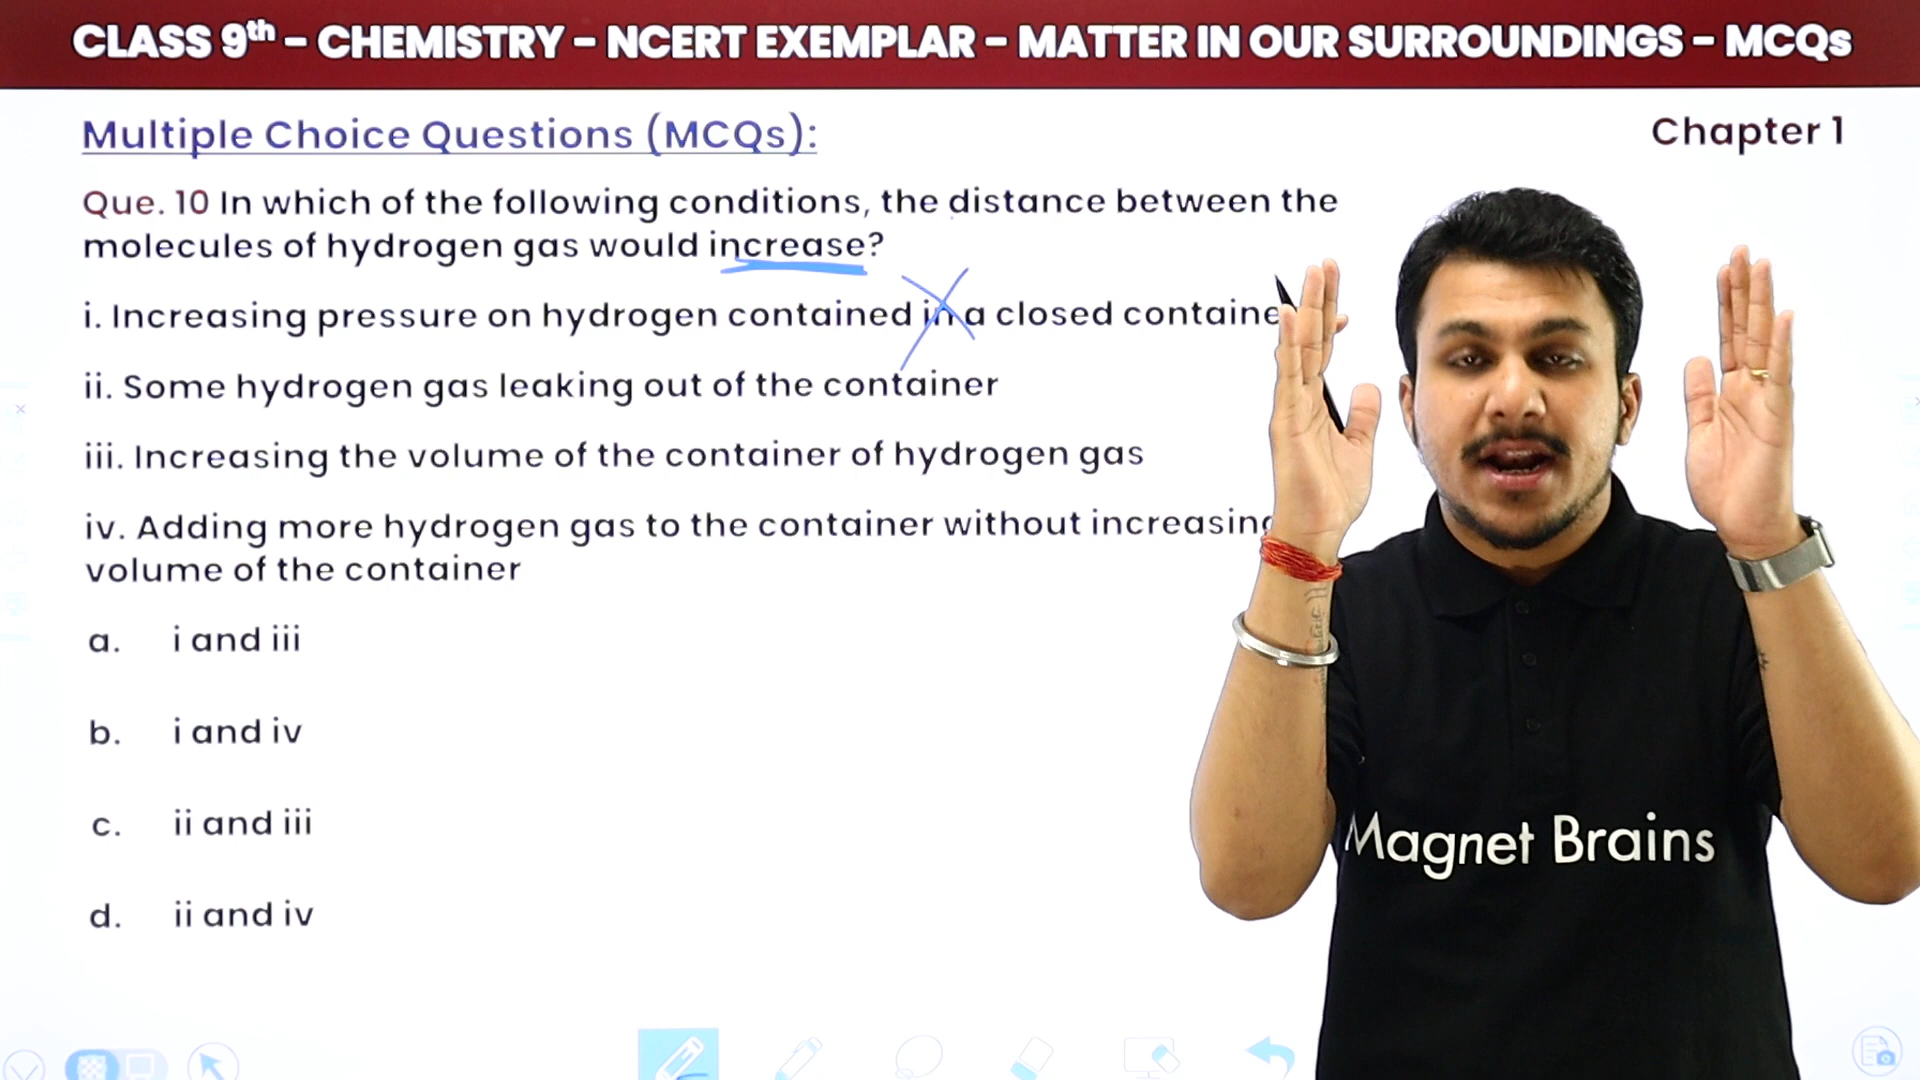 CLASS 9th - CHEMISTRY - NCERT EXEMPLAR - MATTER IN OUR SURROUNDINGS - MCQs
Multiple Choice Questions (MCQs):
Chapter 1
Que. 10 In which of the following conditions, the distance between the
molecules of hydrogen gas would increase?
i. Increasing pressure on hydrogen contained in a closed containe
ii. Some hydrogen gas leaking out of the container
iii. Increasing the volume of the container of hydrogen gas
iv. Adding more hydrogen gas to the container without increasing
volume of the container
a. i and iii
b. i and iv
c. ii and iii
d. ii and iv
Magnet Brains